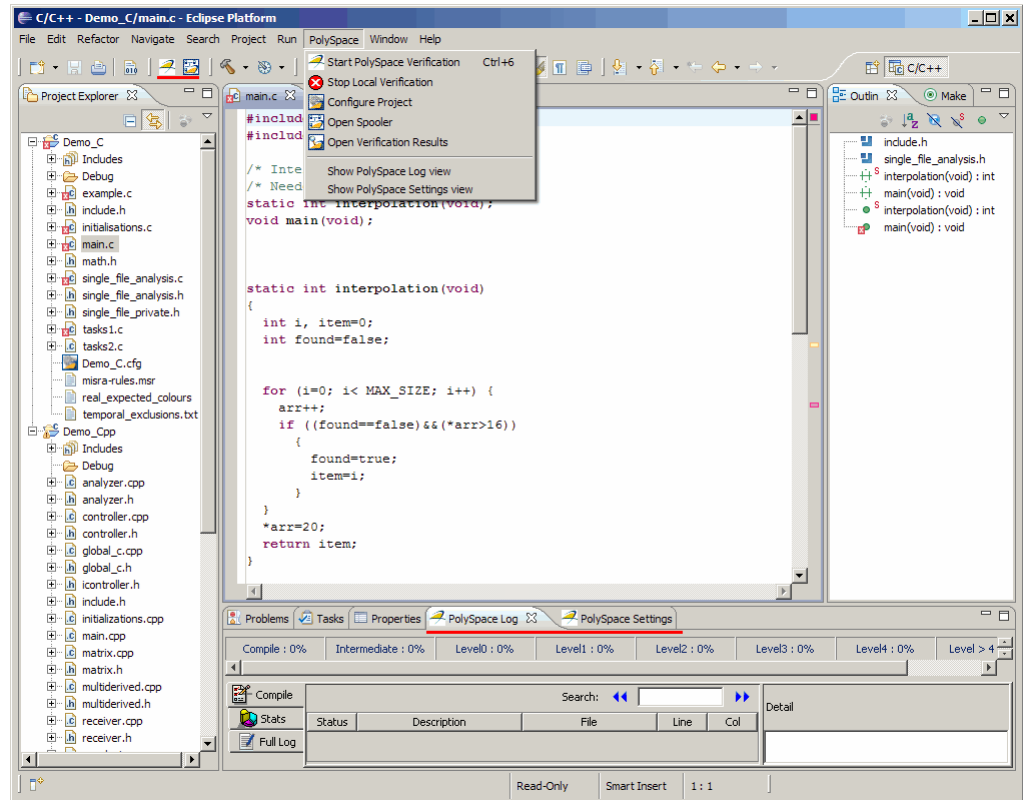 C/C++ - Demo_C/main.c - Eclipse Platform
File Edit Refactor Navigate Search Project Run PolySpace Window Help
Start PolySpace Verification Ctrl+6
Stop Local Verification
Configure Project
Open Spooler
Open Verification Results
Show PolySpace Log view
Show PolySpace Settings view
C/C++
Project Explorer
Demo_C
Includes
Debug
example.c
include.h
initialisations.c
main.c
math.h
single_file_analysis.c
single_file_analysis.h
single_file_private.h
tasks1.c
tasks2.c
Demo_C.cfg
misra-rules.msr
real_expected_colours
temporal_exclusions.txt
Demo_Cpp
Includes
Debug
analyzer.cpp
analyzer.h
controller.cpp
controller.h
global_c.cpp
global_c.h
icontroller.h
include.h
initializations.cpp
main.cpp
matrix.cpp
matrix.h
multiderived.cpp
multiderived.h
receiver.cpp
receiver.h
main.c
#includ
#includ
/* Inte
/* Need
static int interpolation(void);
void main(void);
static int interpolation(void)
{
int i, item=0;
int found=false;
for (i=0; i< MAX_SIZE; i++) {
arr++;
if ((found==false)&&(*arr>16))
{
found=true;
item=i;
}
}
*arr=20;
return item;
}
Outlin Make
include.h
single_file_analysis.h
S interpolation(void) : int
main(void) : void
S interpolation(void) : int
main(void) : void
Problems Tasks Properties PolySpace Log PolySpace Settings
Compile : 0% Intermediate : 0% Level0 : 0% Level1 : 0% Level2 : 0% Level3 : 0% Level4 : 0% Level > 4
Compile
Stats
Full Log
Search:
Status Description File Line Col
Detail
Read-Only Smart Insert 1 : 1